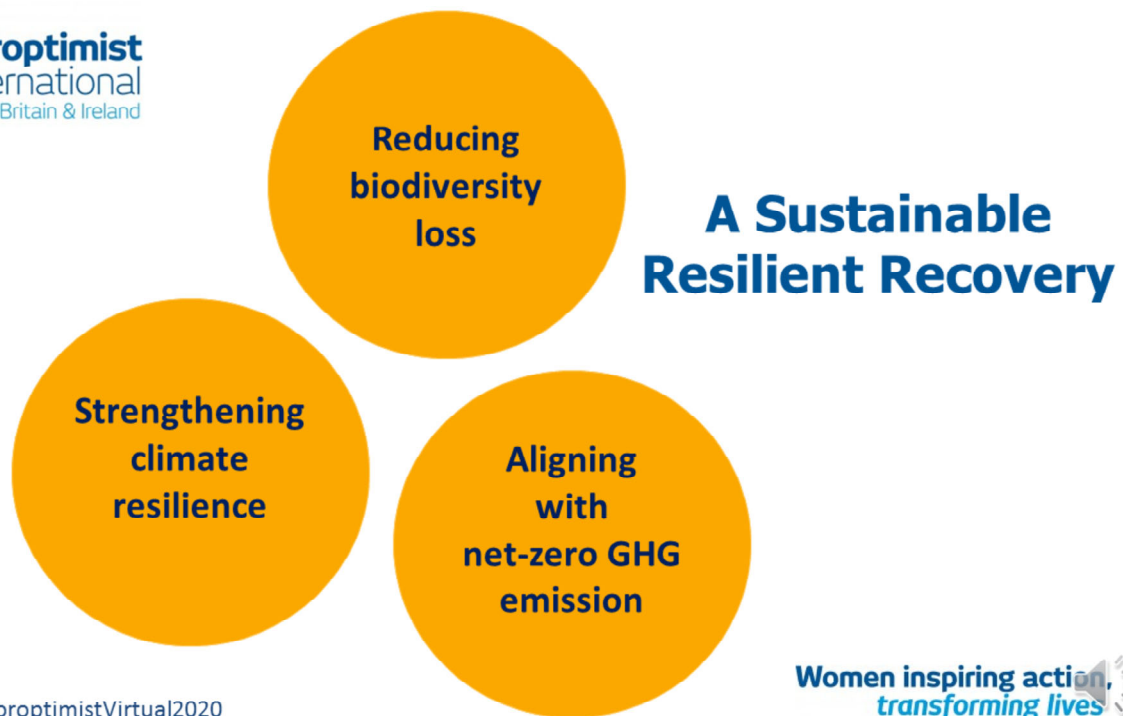 roptimist
ernational
Britain & Ireland
Reducing
biodiversity
loss
A Sustainable
Resilient Recovery
Strengthening
climate
resilience
Aligning
with
net-zero GHG
emission
Women inspiring action,
transforming lives
proptimistVirtual2020